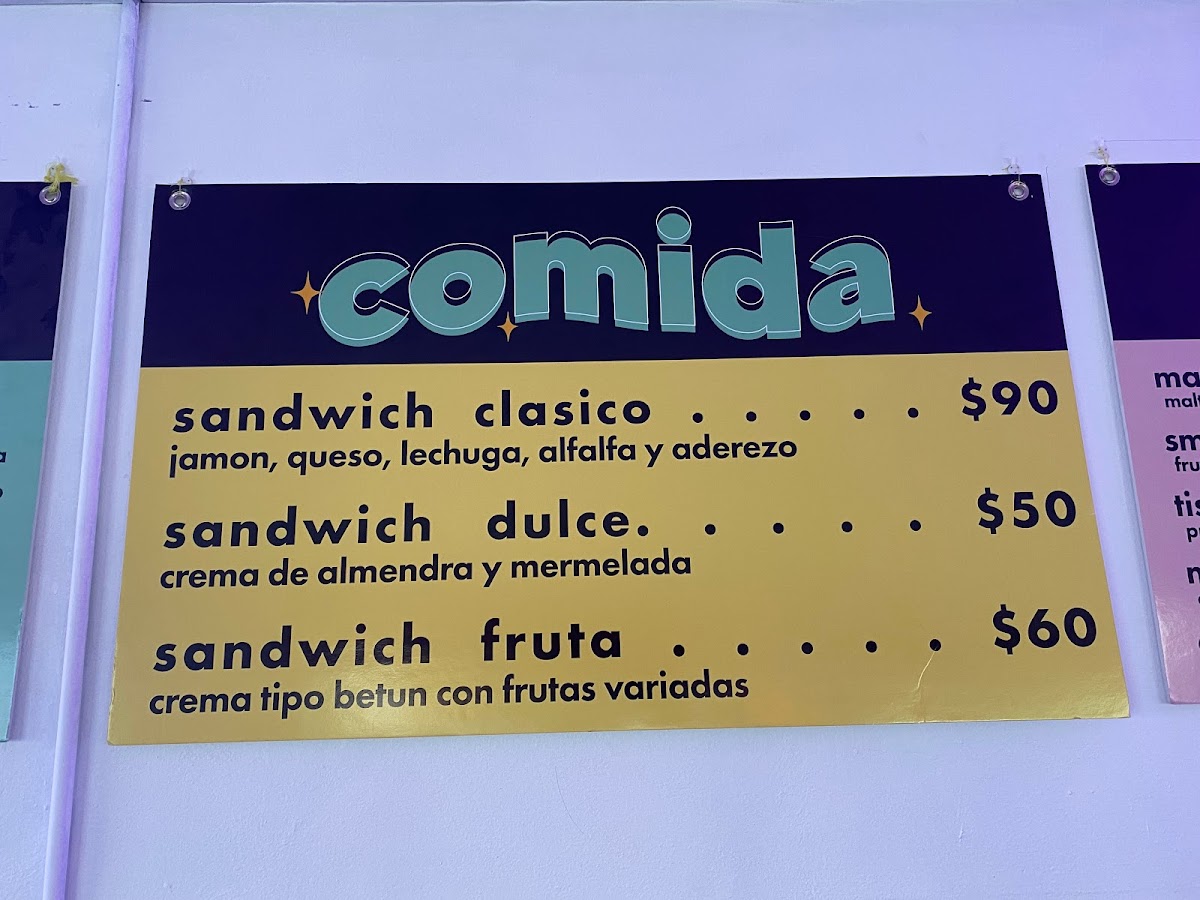 comida
sandwich clasico . . . . . $90
jamon, queso, lechuga, alfalfa y aderezo
sandwich dulce. . . . . $50
crema de almendra y mermelada
sandwich fruta . . . . . $60
crema tipo betun con frutas variadas